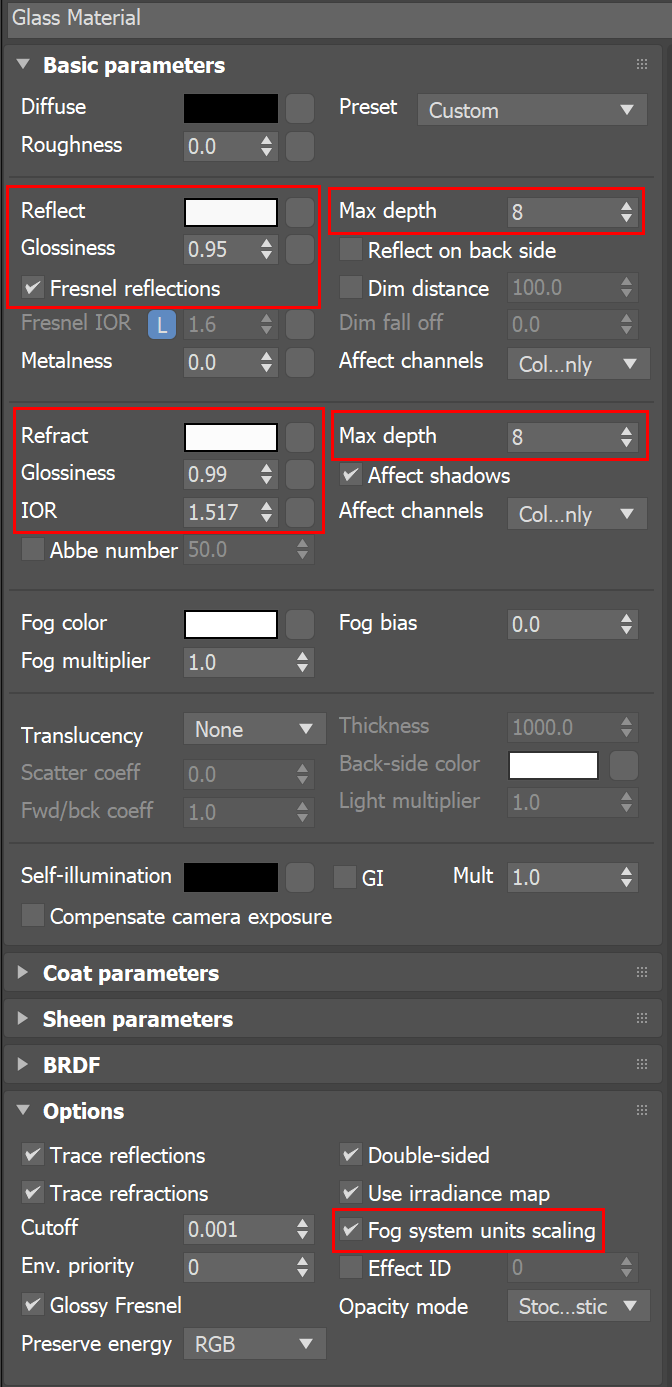 Glass Material
Basic parameters
Diffuse Preset Custom
Roughness 0.0
Reflect Max depth 8
Glossiness 0.95 Reflect on back side
Fresnel reflections Dim distance 100.0
Fresnel IOR L 1.6 Dim fall off 0.0
Metalness 0.0 Affect channels Col...nly
Refract Max depth 8
Glossiness 0.99 Affect shadows
IOR 1.517 Affect channels Col...nly
Abbe number 50.0
Fog color Fog bias 0.0
Fog multiplier 1.0
Translucency None Thickness 1000.0
Scatter coeff 0.0 Back-side color
Fwd/bck coeff 1.0 Light multiplier 1.0
Self-illumination GI Mult 1.0
Compensate camera exposure
Coat parameters
Sheen parameters
BRDF
Options
Trace reflections Double-sided
Trace refractions Use irradiance map
Cutoff 0.001 Fog system units scaling
Env. priority 0 Effect ID 0
Glossy Fresnel Opacity mode Stoc...stic
Preserve energy RGB